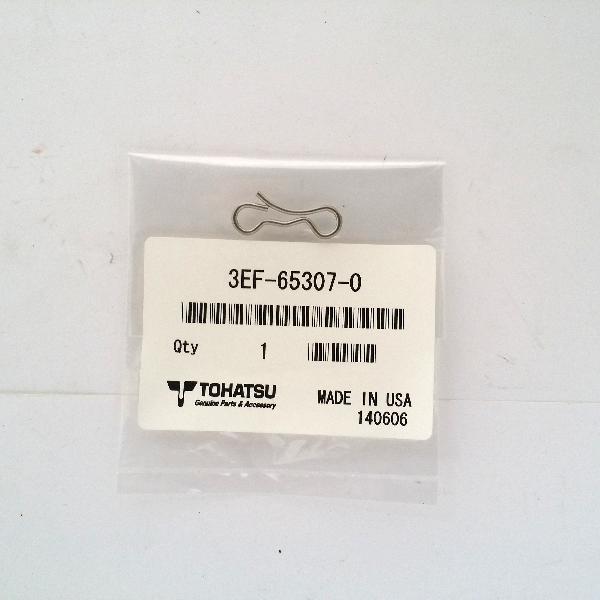 3EF-65307-0
Qty 1
TOHATSU
Genuine Parts & Accessory
MADE IN USA
140606